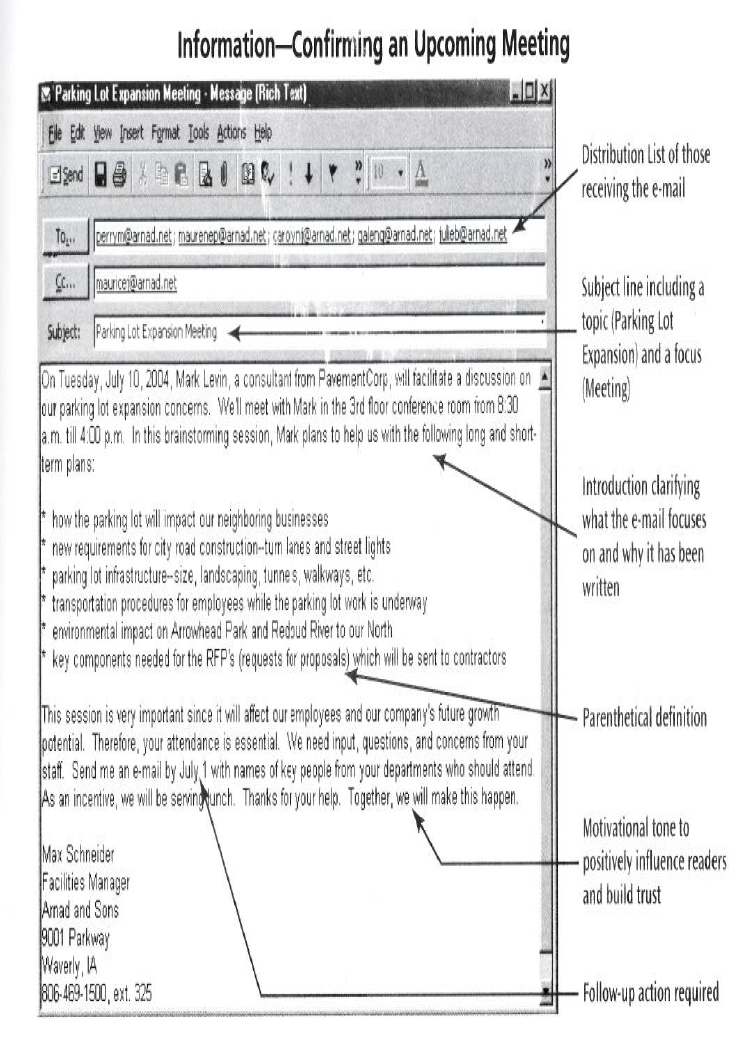 Information—Confirming an Upcoming Meeting
Parking Lot Expansion Meeting - Message (Rich Text)
File Edit View Insert Format Tools Actions Help
Send
10
A
To...
perrym@arnad.net; maurenep@arnad.net; caroynj@arnad.net; galeng@arnad.net; tulieb@arnad.net
Cc...
mauricej@arnad.net
Subject:
Parking Lot Expansion Meeting
On Tuesday, July 10, 2004, Mark Levin, a consultant from PavementCorp, will facilitate a discussion on
our parking lot expansion concerns. We'll meet with Mark in the 3rd floor conference room from 8:30
a.m. till 4:00 p.m. In this brainstorming session, Mark plans to help us with the following long and short-
term plans:
* how the parking lot will impact our neighboring businesses
* new requirements for city road construction--turn lanes and street lights
* parking lot infrastructure--size, landscaping, tunnels, walkways, etc.
* transportation procedures for employees while the parking lot work is underway
* environmental impact on Arrowhead Park and Redbud River to our North
* key components needed for the RFP's (requests for proposals) which will be sent to contractors
This session is very important since it will affect our employees and our company's future growth
potential. Therefore, your attendance is essential. We need input, questions, and concerns from your
staff. Send me an e-mail by July 1 with names of key people from your departments who should attend.
As an incentive, we will be serving lunch. Thanks for your help. Together, we will make this happen.
Max Schneider
Facilities Manager
Arnad and Sons
9001 Parkway
Waverly, IA
806-469-1500, ext. 325
Distribution List of those
receiving the e-mail
Subject line including a
topic (Parking Lot
Expansion) and a focus
(Meeting)
Introduction clarifying
what the e-mail focuses
on and why it has been
written
Parenthetical definition
Motivational tone to
positively influence readers
and build trust
Follow-up action required